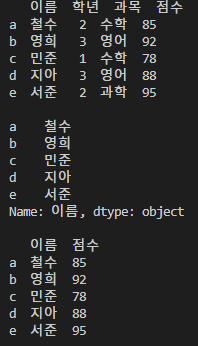 이름 학년 과목 점수
a 철수 2 수학 85
b 영희 3 영어 92
c 민준 1 수학 78
d 지아 3 영어 88
e 서준 2 과학 95
a 철수
b 영희
c 민준
d 지아
e 서준
Name: 이름, dtype: object
이름 점수
a 철수 85
b 영희 92
c 민준 78
d 지아 88
e 서준 95